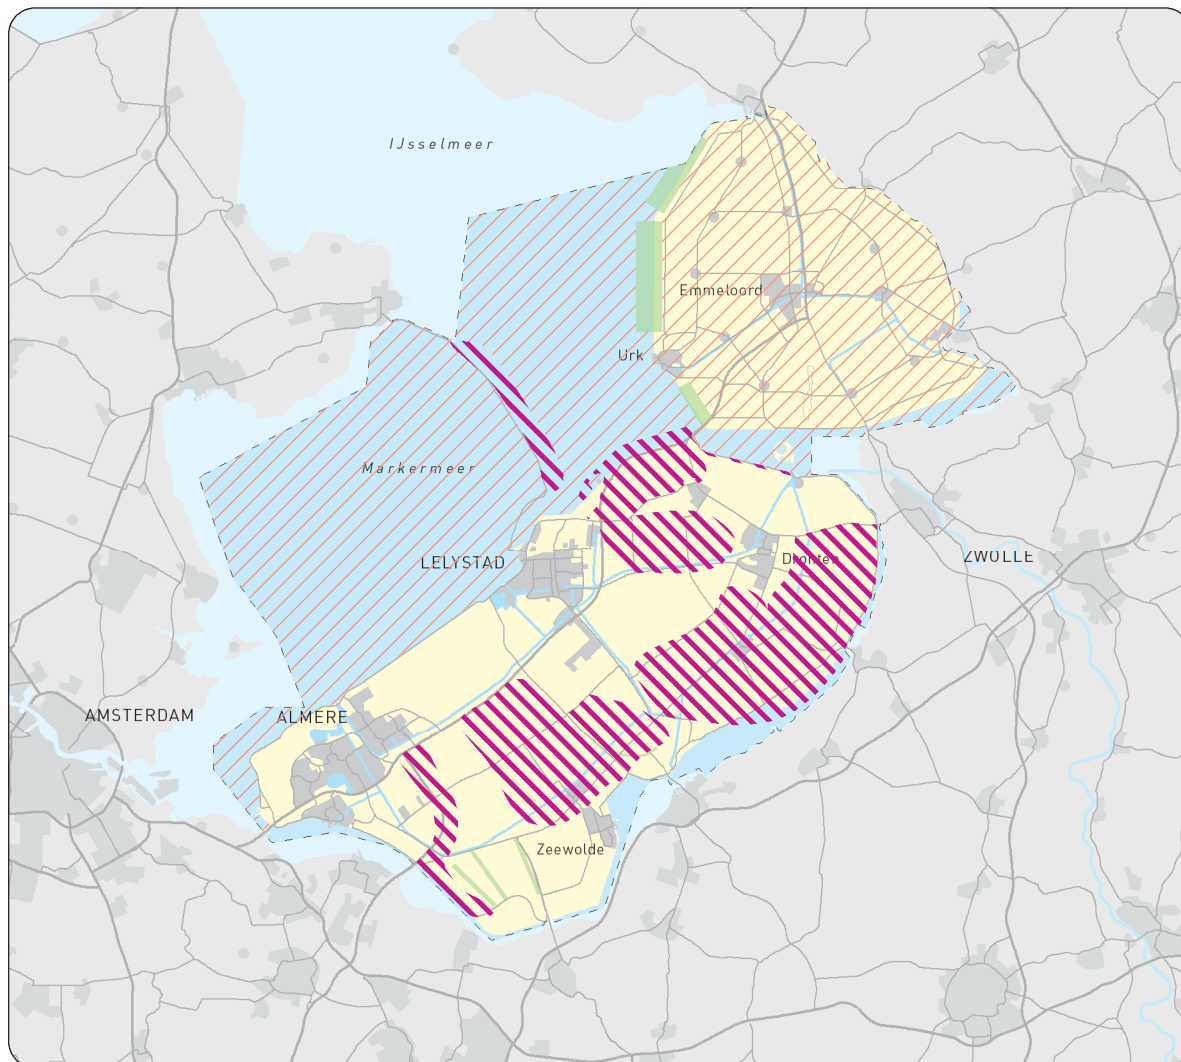 IJsselmeer
Emmeloord
Urk
Markermeer
LELYSTAD
Dronten
ZWOLLE
AMSTERDAM
ALMERE
Zeewolde